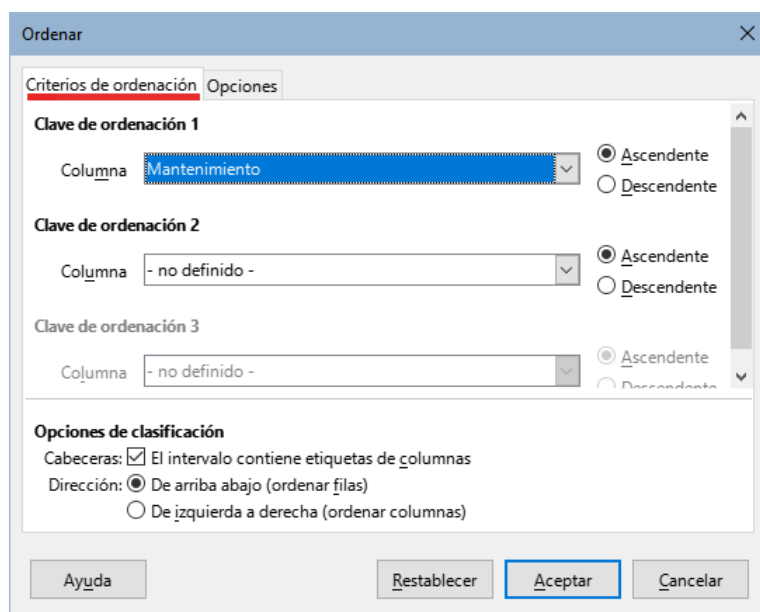 Ordenar
Criterios de ordenación Opciones
Clave de ordenación 1
Columna Mantenimiento
Ascendente
Descendente
Clave de ordenación 2
Columna - no definido -
Ascendente
Descendente
Clave de ordenación 3
Columna - no definido -
Ascendente
Descendente
Opciones de clasificación
Cabeceras: El intervalo contiene etiquetas de columnas
Dirección: De arriba abajo (ordenar filas)
De izquierda a derecha (ordenar columnas)
Ayuda Restablecer Aceptar Cancelar